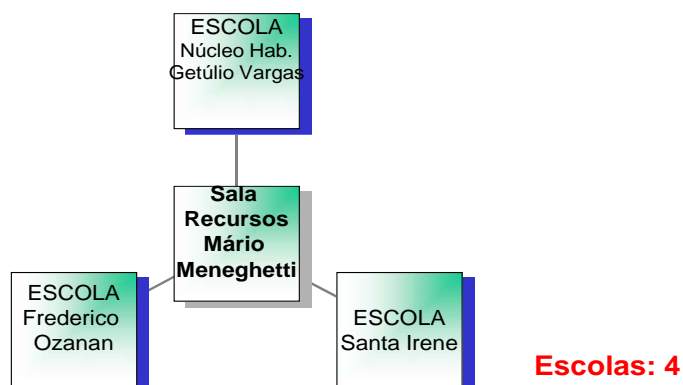 ESCOLA
Núcleo Hab.
Getúlio Vargas
Sala
Recursos
Mário
Meneghetti
ESCOLA
Frederico
Ozanan
ESCOLA
Santa Irene
Escolas: 4